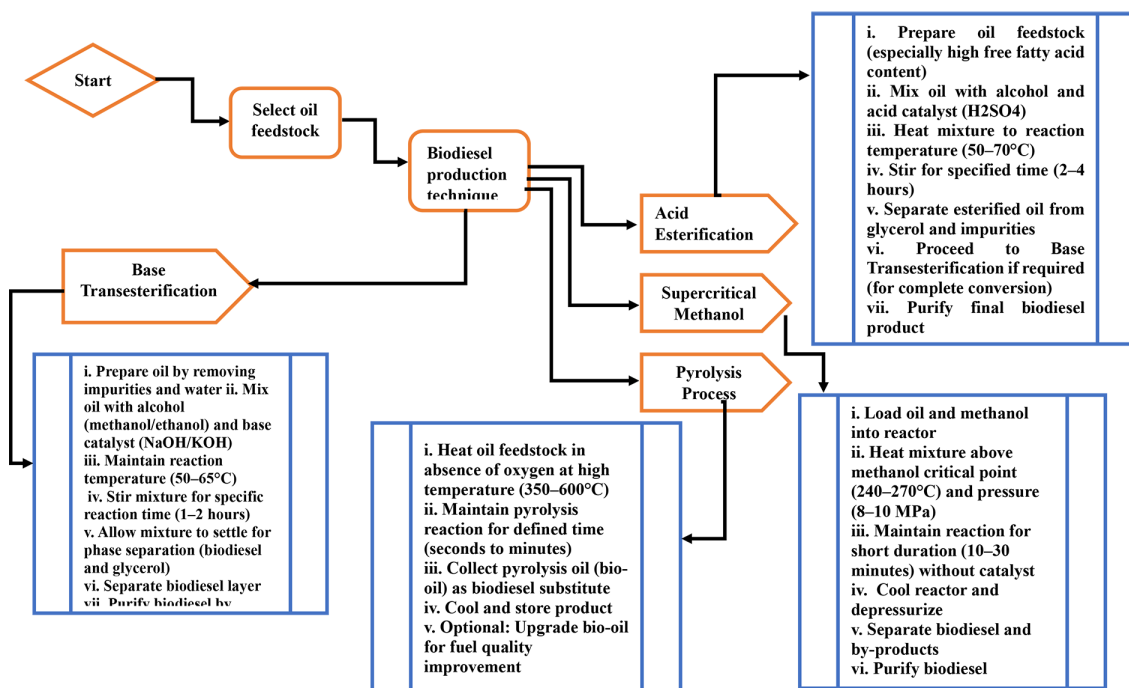 Start
Select oil
feedstock
Biodiesel
production
technique
Acid
Esterification
Supercritical
Methanol
Pyrolysis
Process
Base
Transesterification
i. Prepare oil feedstock
(especially high free fatty acid
content)
ii. Mix oil with alcohol and
acid catalyst (H2SO4)
iii. Heat mixture to reaction
temperature (50–70°C)
iv. Stir for specified time (2–4
hours)
v. Separate esterified oil from
glycerol and impurities
vi. Proceed to Base
Transesterification if required
(for complete conversion)
vii. Purify final biodiesel
product
i. Prepare oil by removing
impurities and water ii. Mix
oil with alcohol
(methanol/ethanol) and base
catalyst (NaOH/KOH)
iii. Maintain reaction
temperature (50–65°C)
iv. Stir mixture for specific
reaction time (1–2 hours)
v. Allow mixture to settle for
phase separation (biodiesel
and glycerol)
vi. Separate biodiesel layer
vii. Purify biodiesel by
i. Heat oil feedstock in
absence of oxygen at high
temperature (350–600°C)
ii. Maintain pyrolysis
reaction for defined time
(seconds to minutes)
iii. Collect pyrolysis oil (bio-
oil) as biodiesel substitute
iv. Cool and store product
v. Optional: Upgrade bio-oil
for fuel quality
improvement
i. Load oil and methanol
into reactor
ii. Heat mixture above
methanol critical point
(240–270°C) and pressure
(8–10 MPa)
iii. Maintain reaction for
short duration (10–30
minutes) without catalyst
iv. Cool reactor and
depressurize
v. Separate biodiesel and
by-products
vi. Purify biodiesel